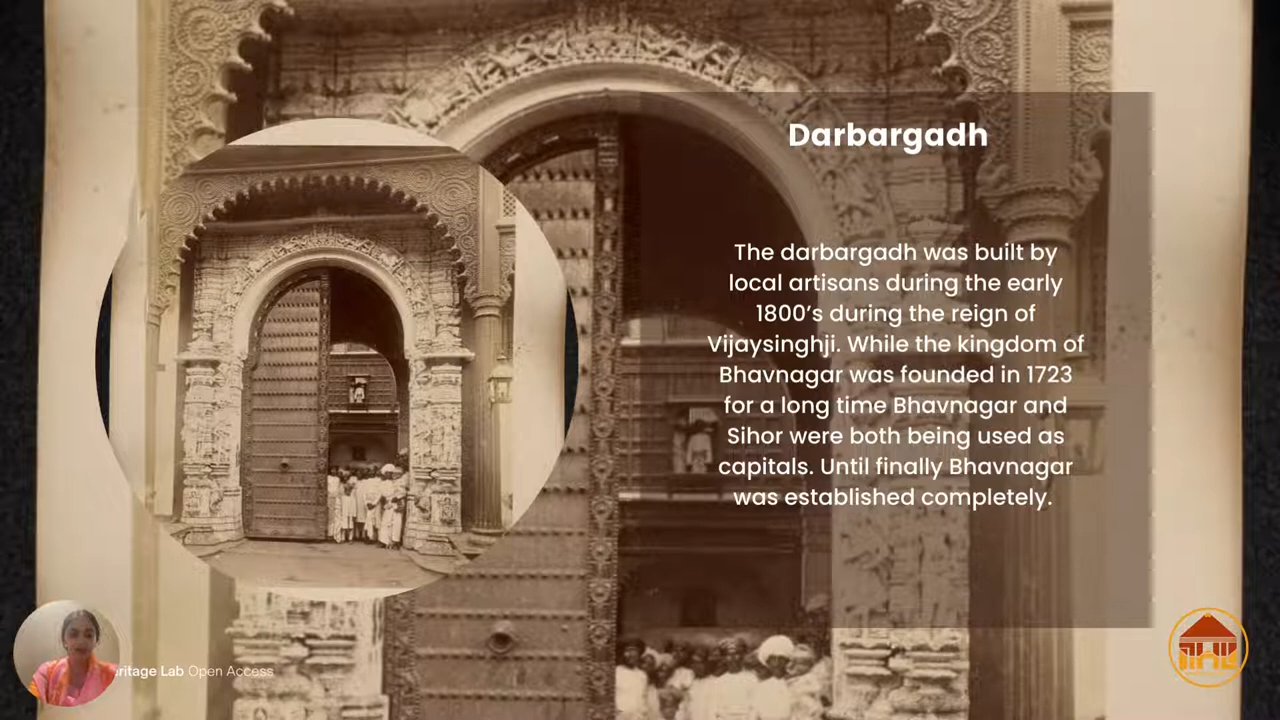 Darbargadh
The darbargadh was built by
local artisans during the early
1800’s during the reign of
Vijaysinghji. While the kingdom of
Bhavnagar was founded in 1723
for a long time Bhavnagar and
Sihor were both being used as
capitals. Until finally Bhavnagar
was established completely.
eritage Lab Open Access